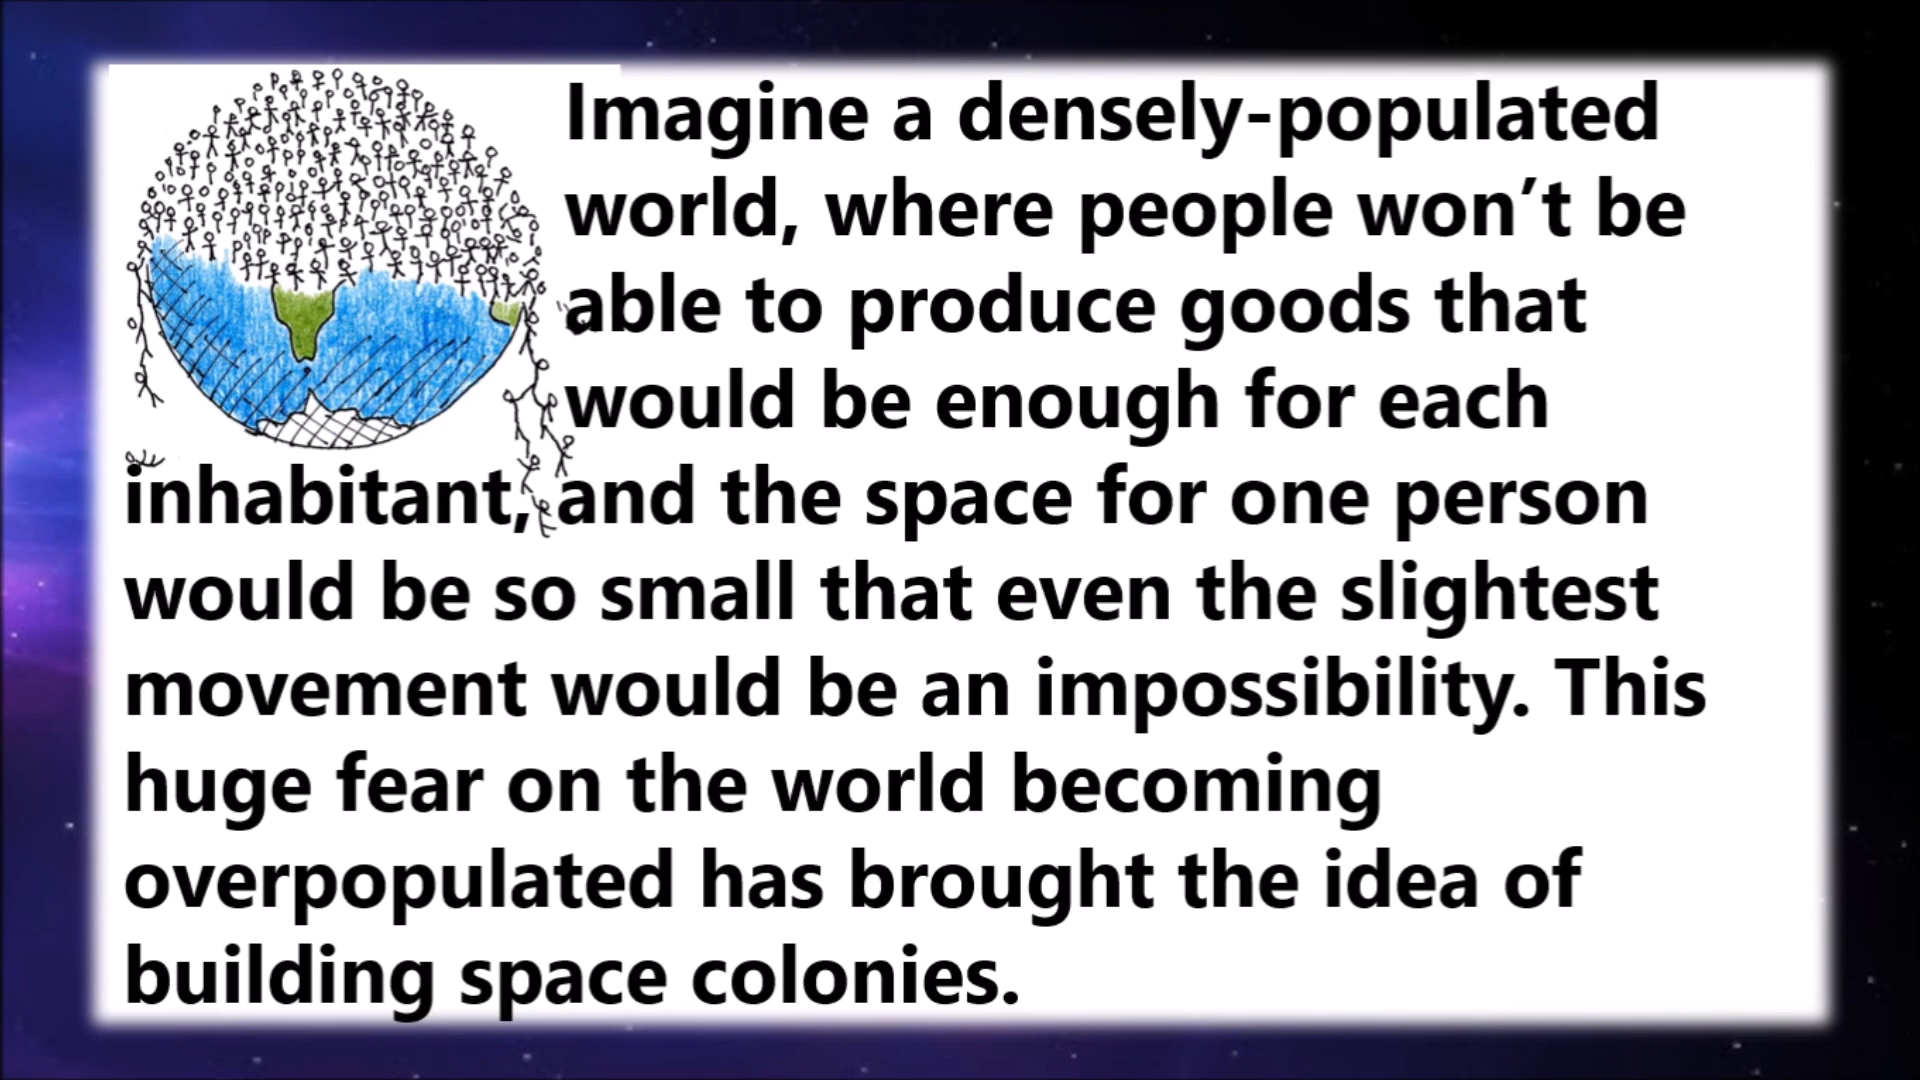 Imagine a densely-populated
world, where people won’t be
able to produce goods that
would be enough for each
inhabitant, and the space for one person
would be so small that even the slightest
movement would be an impossibility. This
huge fear on the world becoming
overpopulated has brought the idea of
building space colonies.